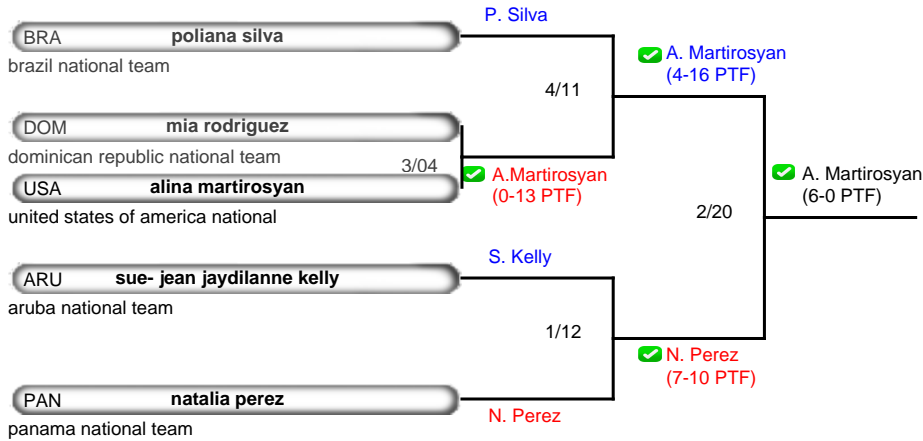 P. Silva
BRA poliana silva
brazil national team
A. Martirosyan
(4-16 PTF)
4/11
DOM mia rodriguez
dominican republic national team
3/04
A.Martirosyan
(0-13 PTF)
USA alina martirosyan
united states of america national
A. Martirosyan
(6-0 PTF)
2/20
S. Kelly
ARU sue- jean jaydilanne kelly
aruba national team
1/12
N. Perez
(7-10 PTF)
PAN natalia perez
N. Perez
panama national team